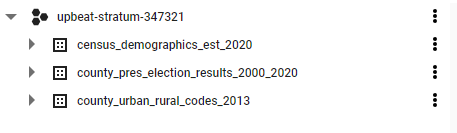 upbeat-stratum-347321
census_demographics_est_2020
county_pres_election_results_2000_2020
county_urban_rural_codes_2013